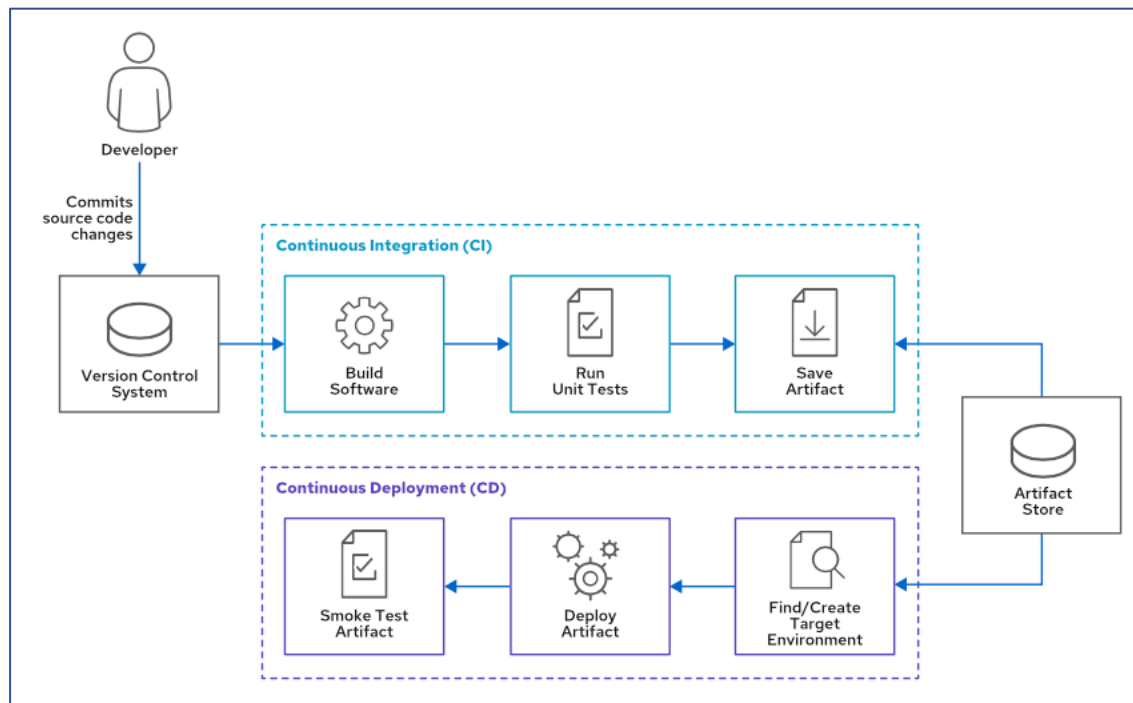 Developer
Commits
source code
changes
Continuous Integration (CI)
Version Control
System
Build
Software
Run
Unit Tests
Save
Artifact
Artifact
Store
Continuous Deployment (CD)
Smoke Test
Artifact
Deploy
Artifact
Find/Create
Target
Environment